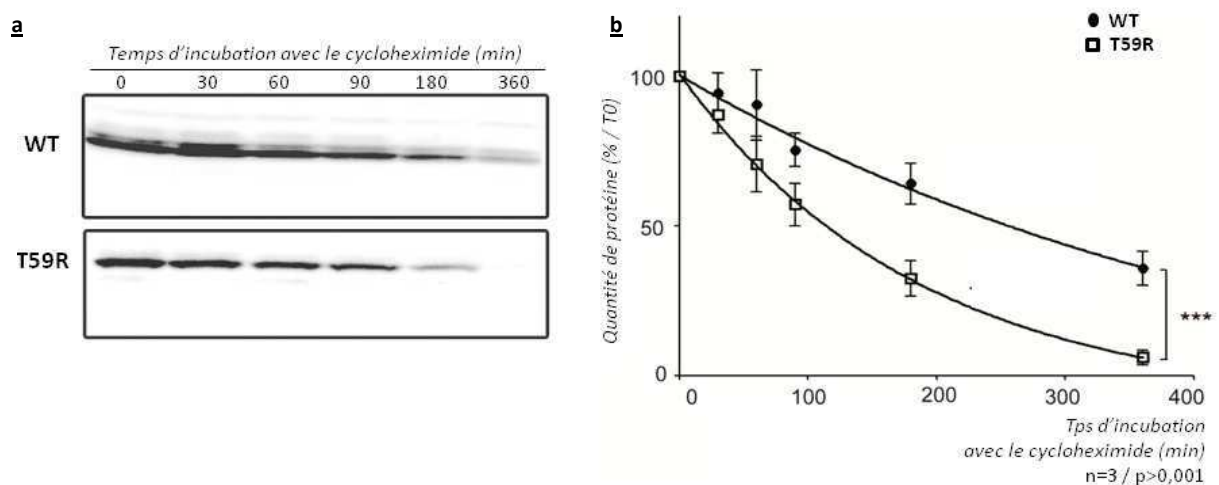 a
Temps d'incubation avec le cycloheximide (min)
0 30 60 90 180 360
WT
T59R
b
WT
T59R
Quantité de protéine (% / T0)
100
50
0
0 100 200 300 400
***
Tps d'incubation
avec le cycloheximide (min)
n=3 / p>0,001